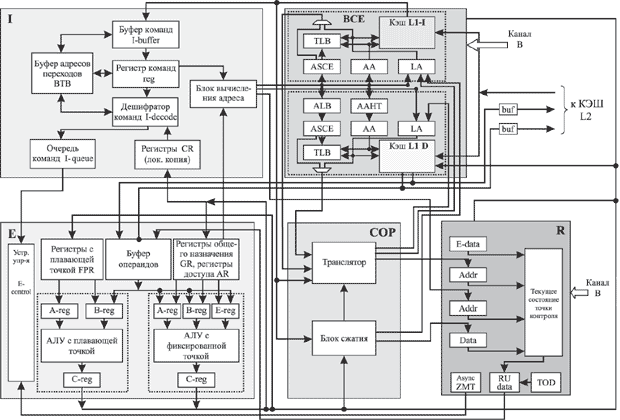 I
Буфер команд
I-buffer
Буфер адресов
переходов
BTB
Регистр команд
reg
Дешифратор
команд I-decode
Блок вычисле-
ния адреса
Очередь
команд I-queue
Регистры CR
(лок. копия)
BCE
TLB
Кэш L1-I
ASCE
AA
LA
ALB
AAHT
ASCE
AA
LA
TLB
Кэш L1 D
Канал
B
buf
buf
к КЭШ
L2
E
Устр.
упр-я
E-
control
Регистры с
плавающей
точкой FPR
Буфер
операндов
Регистры обще-
го назначения
GR, регистры
доступа AR
A-reg
B-reg
A-reg
B-reg
E-reg
АЛУ с плавающей
точкой
АЛУ с
фиксированной
точкой
C-reg
C-reg
COP
Транслятор
Блок сжатия
R
E-data
Addr
Addr
Data
Текущее
состояние
точки
контроля
Канал
B
Async
ZMT
RU
data
TOD